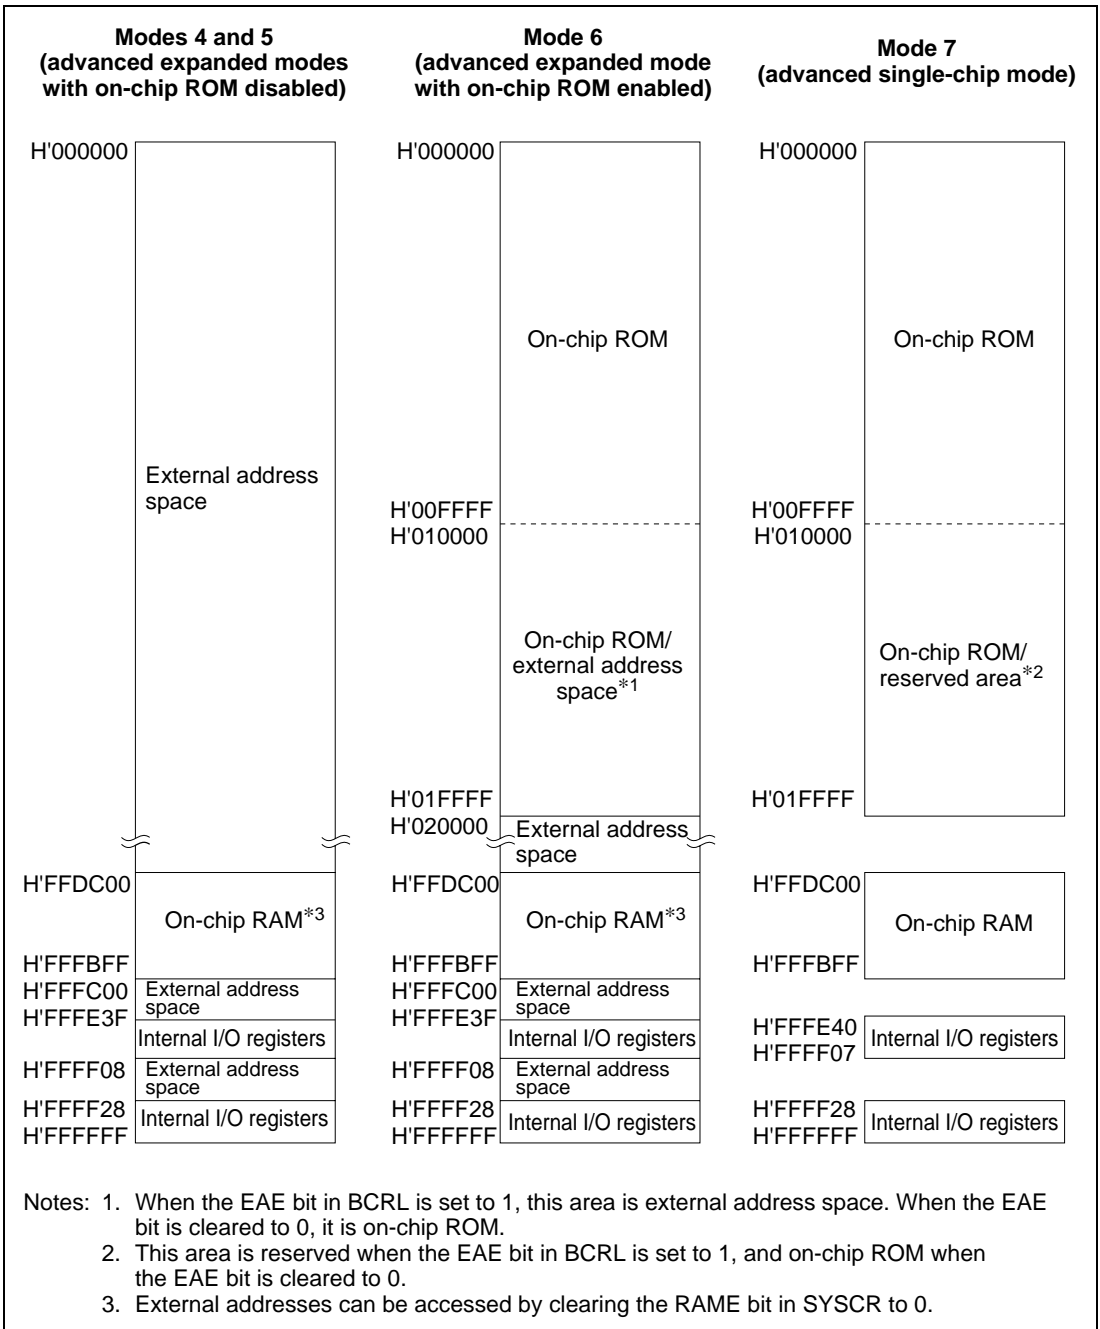 Modes 4 and 5
(advanced expanded modes
with on-chip ROM disabled)
H'000000
External address
space
H'FFDC00
On-chip RAM*3
H'FFFBFF
H'FFFC00
External address
space
H'FFFE3F
Internal I/O registers
H'FFFF08
External address
space
H'FFFF28
Internal I/O registers
H'FFFFFF
Mode 6
(advanced expanded mode
with on-chip ROM enabled)
H'000000
On-chip ROM
H'00FFFF
H'010000
On-chip ROM/
external address
space*1
H'01FFFF
H'020000
External address
space
H'FFDC00
On-chip RAM*3
H'FFFBFF
H'FFFC00
External address
space
H'FFFE3F
Internal I/O registers
H'FFFF08
External address
space
H'FFFF28
Internal I/O registers
H'FFFFFF
Mode 7
(advanced single-chip mode)
H'000000
On-chip ROM
H'00FFFF
H'010000
On-chip ROM/
reserved area*2
H'01FFFF
H'FFDC00
On-chip RAM
H'FFFBFF
H'FFFE40
Internal I/O registers
H'FFFF07
H'FFFF28
Internal I/O registers
H'FFFFFF
Notes: 1. When the EAE bit in BCRL is set to 1, this area is external address space. When the EAE
bit is cleared to 0, it is on-chip ROM.
2. This area is reserved when the EAE bit in BCRL is set to 1, and on-chip ROM when
the EAE bit is cleared to 0.
3. External addresses can be accessed by clearing the RAME bit in SYSCR to 0.